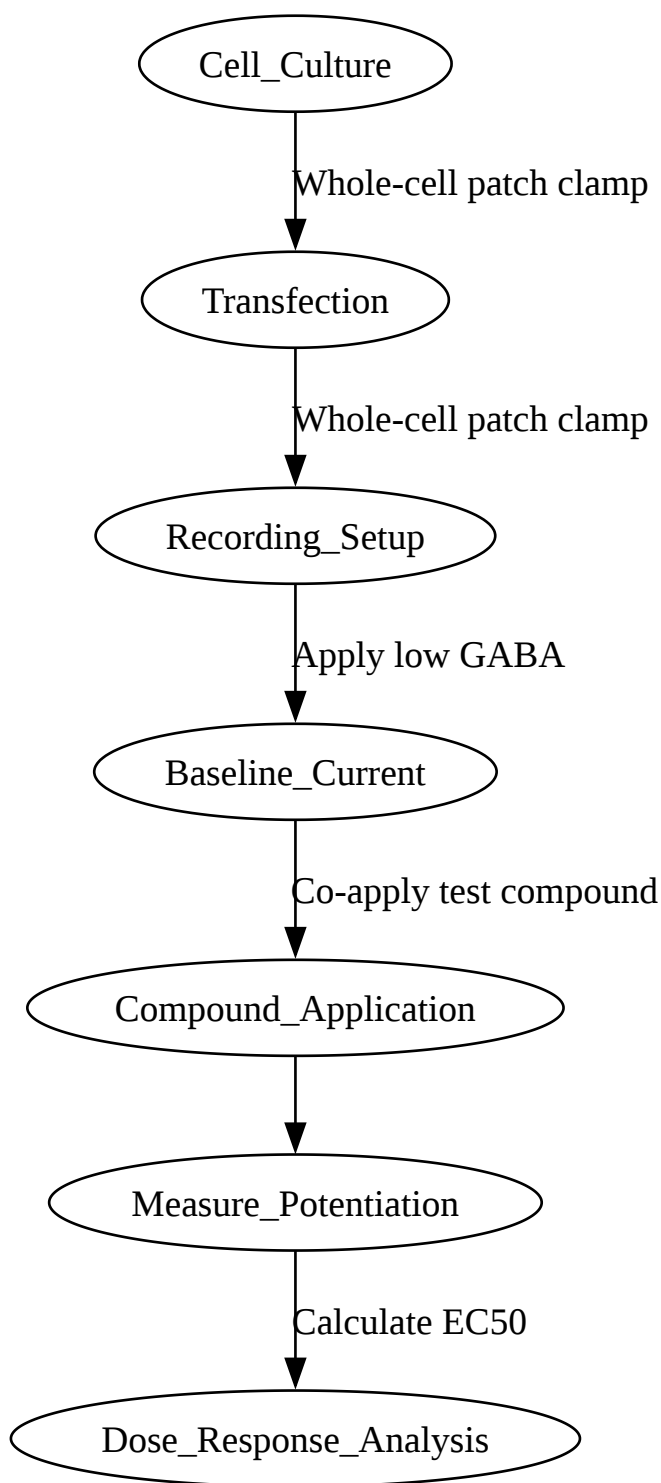 Cell_Culture
Whole-cell patch clamp
Transfection
Whole-cell patch clamp
Recording_Setup
Apply low GABA
Baseline_Current
Co-apply test compound
Compound_Application
Measure_Potentiation
Calculate EC50
Dose_Response_Analysis